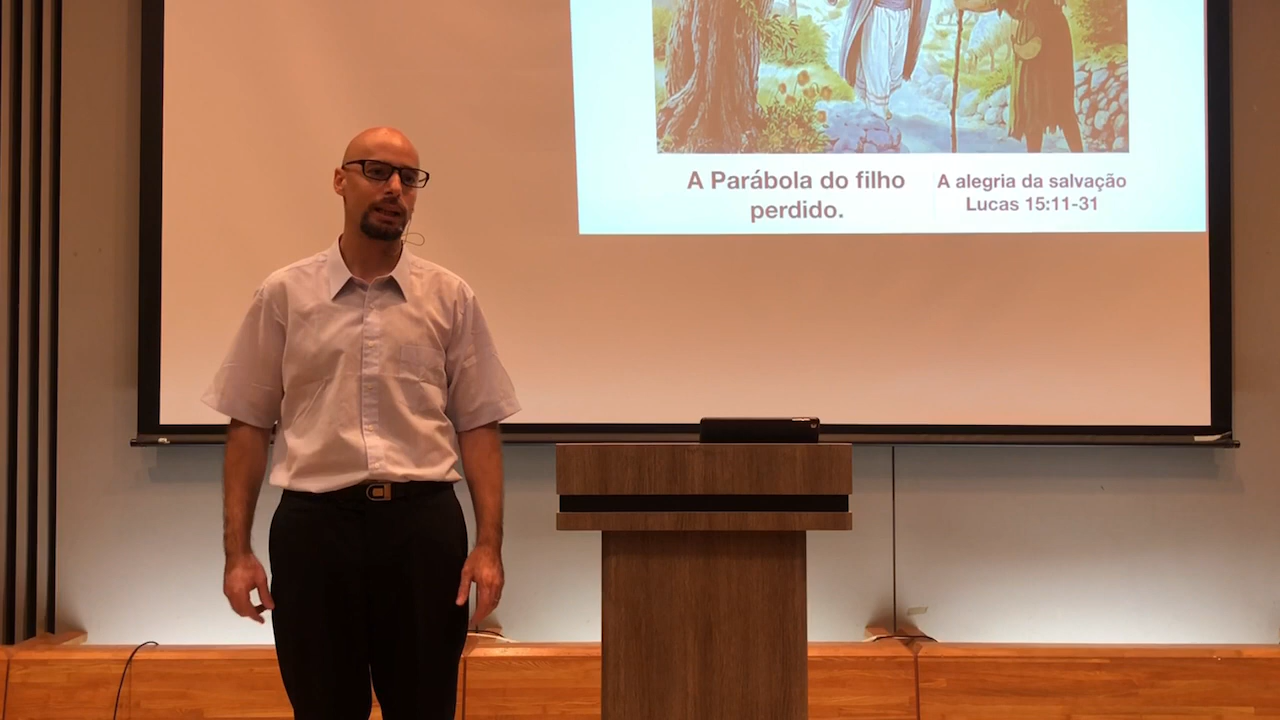 A Parábola do filho
perdido.
A alegria da salvação
Lucas 15:11-31